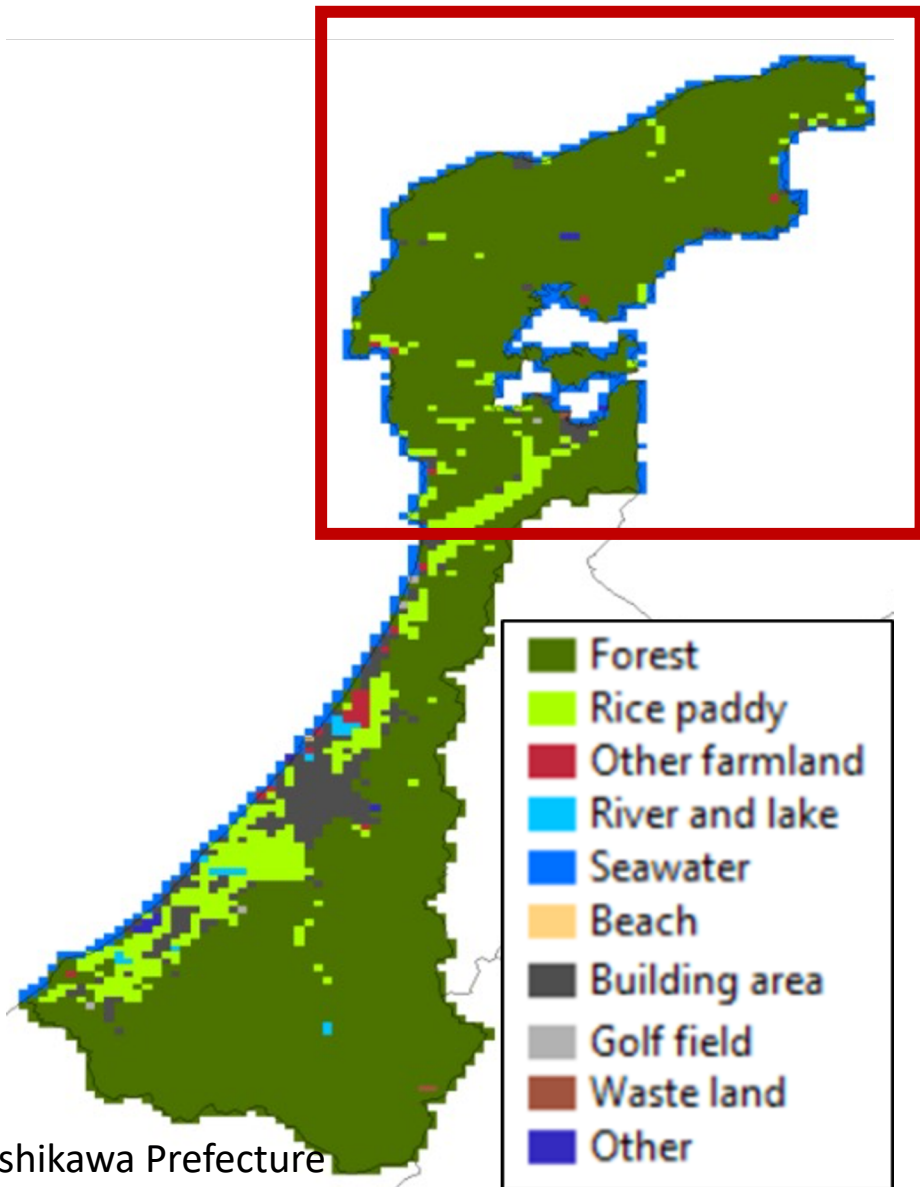 Forest
Rice paddy
Other farmland
River and lake
Seawater
Beach
Building area
Golf field
Waste land
Other
shikawa Prefecture